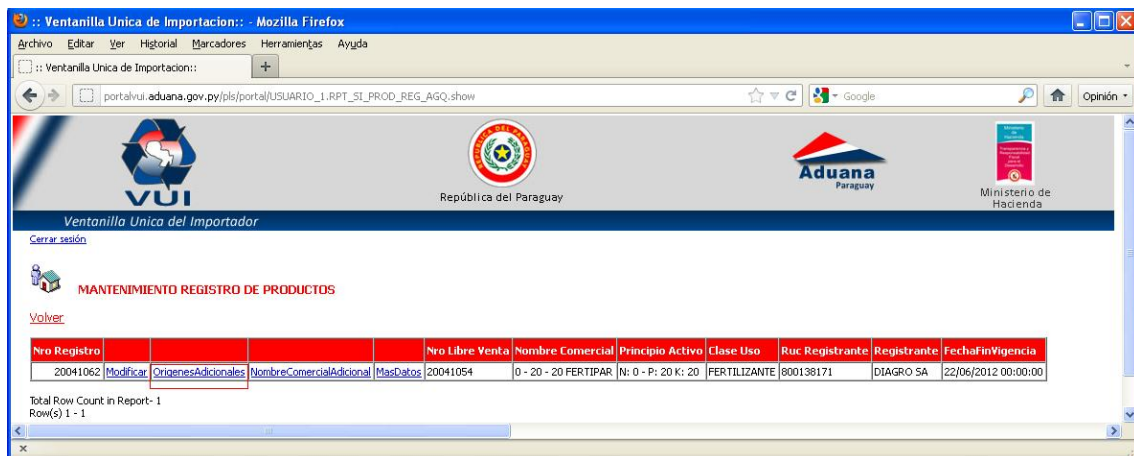 :: Ventanilla Unica de Importacion:: - Mozilla Firefox
Archivo Editar Ver Historial Marcadores Herramientas Ayuda
:: Ventanilla Unica de Importacion:: +
portalvui.aduana.gov.py/pls/portal/USUARIO_1.RPT_SI_PROD_REG_AGQ.show Google Opinión
VUI
República del Paraguay
Aduana
Paraguay
Ministerio de
Hacienda
Ventanilla Unica del Importador
Cerrar sesión
MANTENIMIENTO REGISTRO DE PRODUCTOS
Volver
Nro Registro Nro Libre Venta Nombre Comercial Principio Activo Clase Uso Ruc Registrante Registrante FechaFinVigencia
20041062 Modificar OrigenesAdicionales NombreComercialAdicional MasDatos 20041054 0 - 20 - 20 FERTIPAR N: 0 - P: 20 K: 20 FERTILIZANTE 800138171 DIAGRO SA 22/06/2012 00:00:00
Total Row Count in Report- 1
Row(s) 1 - 1